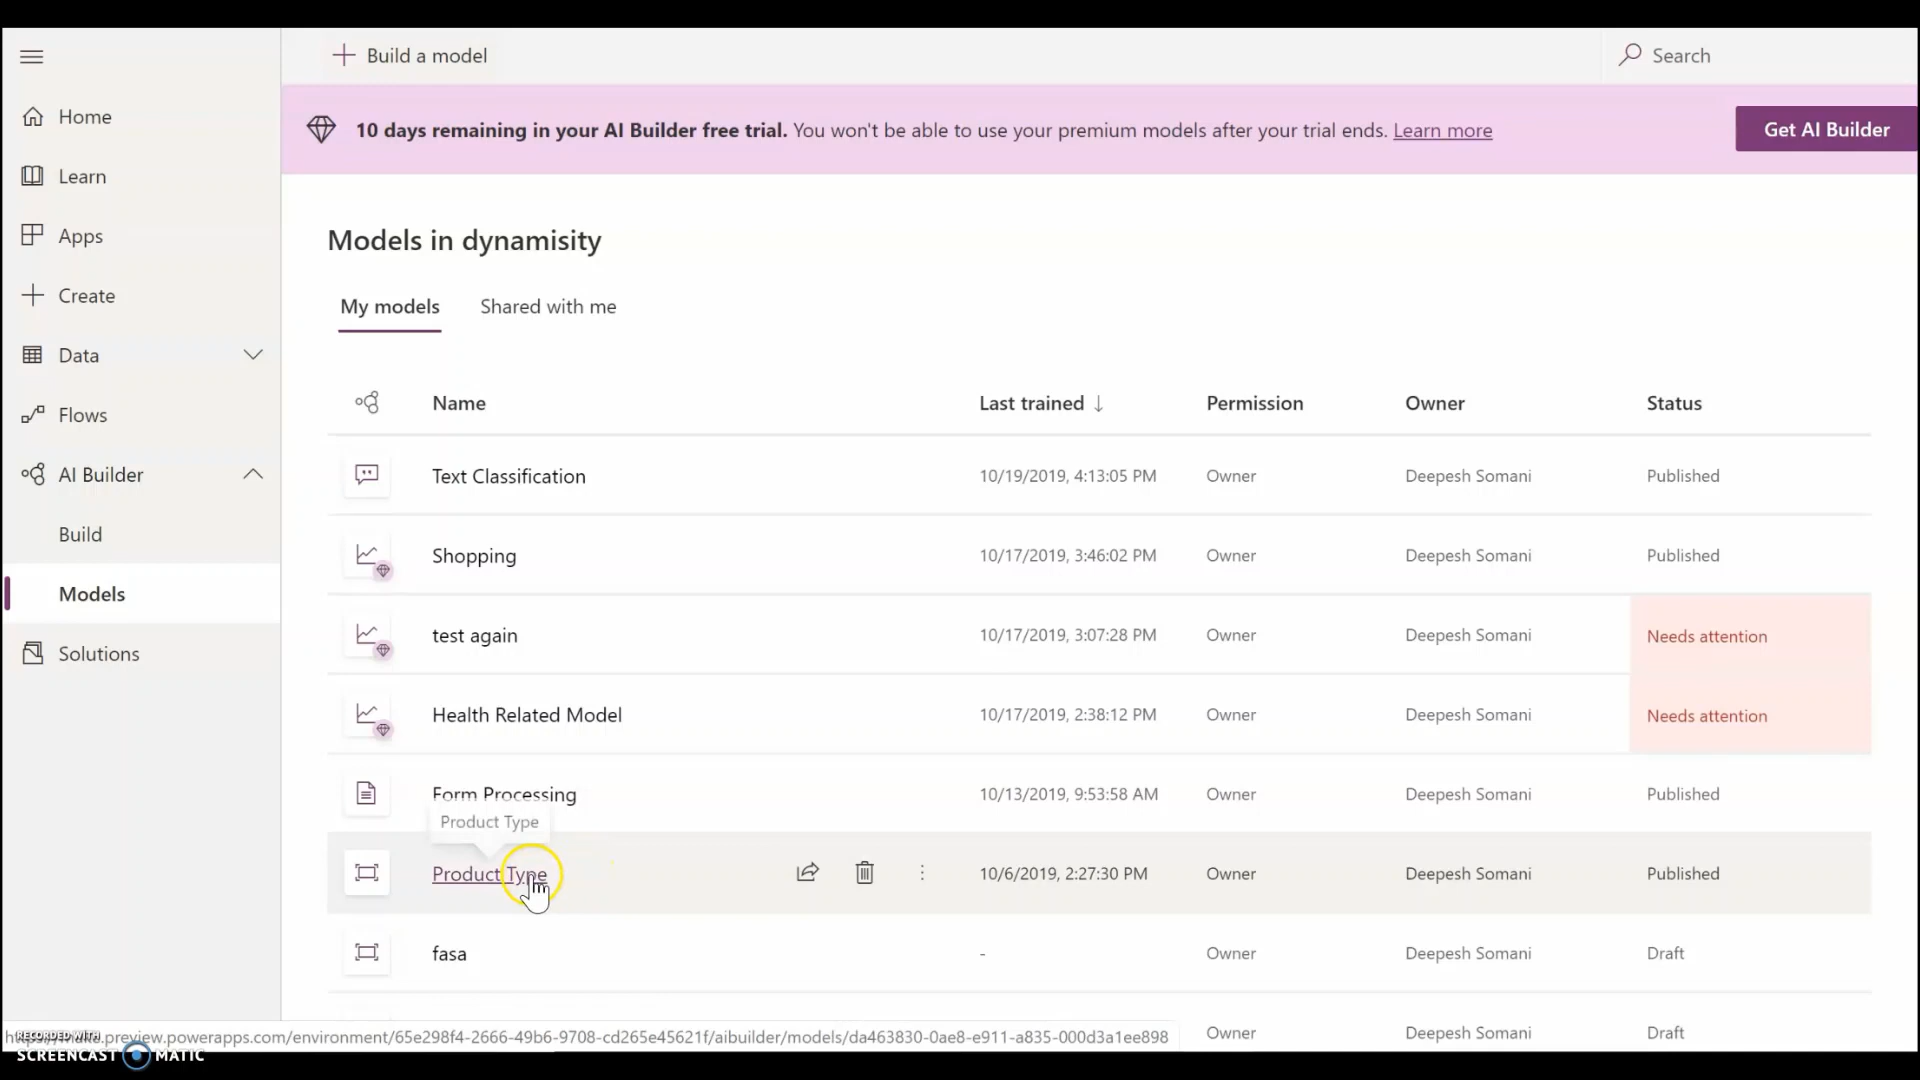 Build a model
Search
Home
10 days remaining in your AI Builder free trial. You won't be able to use your premium models after your trial ends. Learn more
Get AI Builder
Learn
Apps
Create
Data
Flows
AI Builder
Build
Models
Solutions
Models in dynamisity
My models Shared with me
Name Last trained ↓ Permission Owner Status
Text Classification 10/19/2019, 4:13:05 PM Owner Deepesh Somani Published
Shopping 10/17/2019, 3:46:02 PM Owner Deepesh Somani Published
test again 10/17/2019, 3:07:28 PM Owner Deepesh Somani Needs attention
Health Related Model 10/17/2019, 2:38:12 PM Owner Deepesh Somani Needs attention
Form Processing 10/13/2019, 9:53:58 AM Owner Deepesh Somani Published
Product Type
Product Type 10/6/2019, 2:27:30 PM Owner Deepesh Somani Published
fasa - Owner Deepesh Somani Draft
Owner Deepesh Somani Draft
.preview.powerapps.com/environment/65e298f4-2666-49b6-9708-cd265e45621f/aibuilder/models/da463830-0ae8-e911-a835-000d3a1ee898
RECORDED WITH
SCREENCAST MATIC